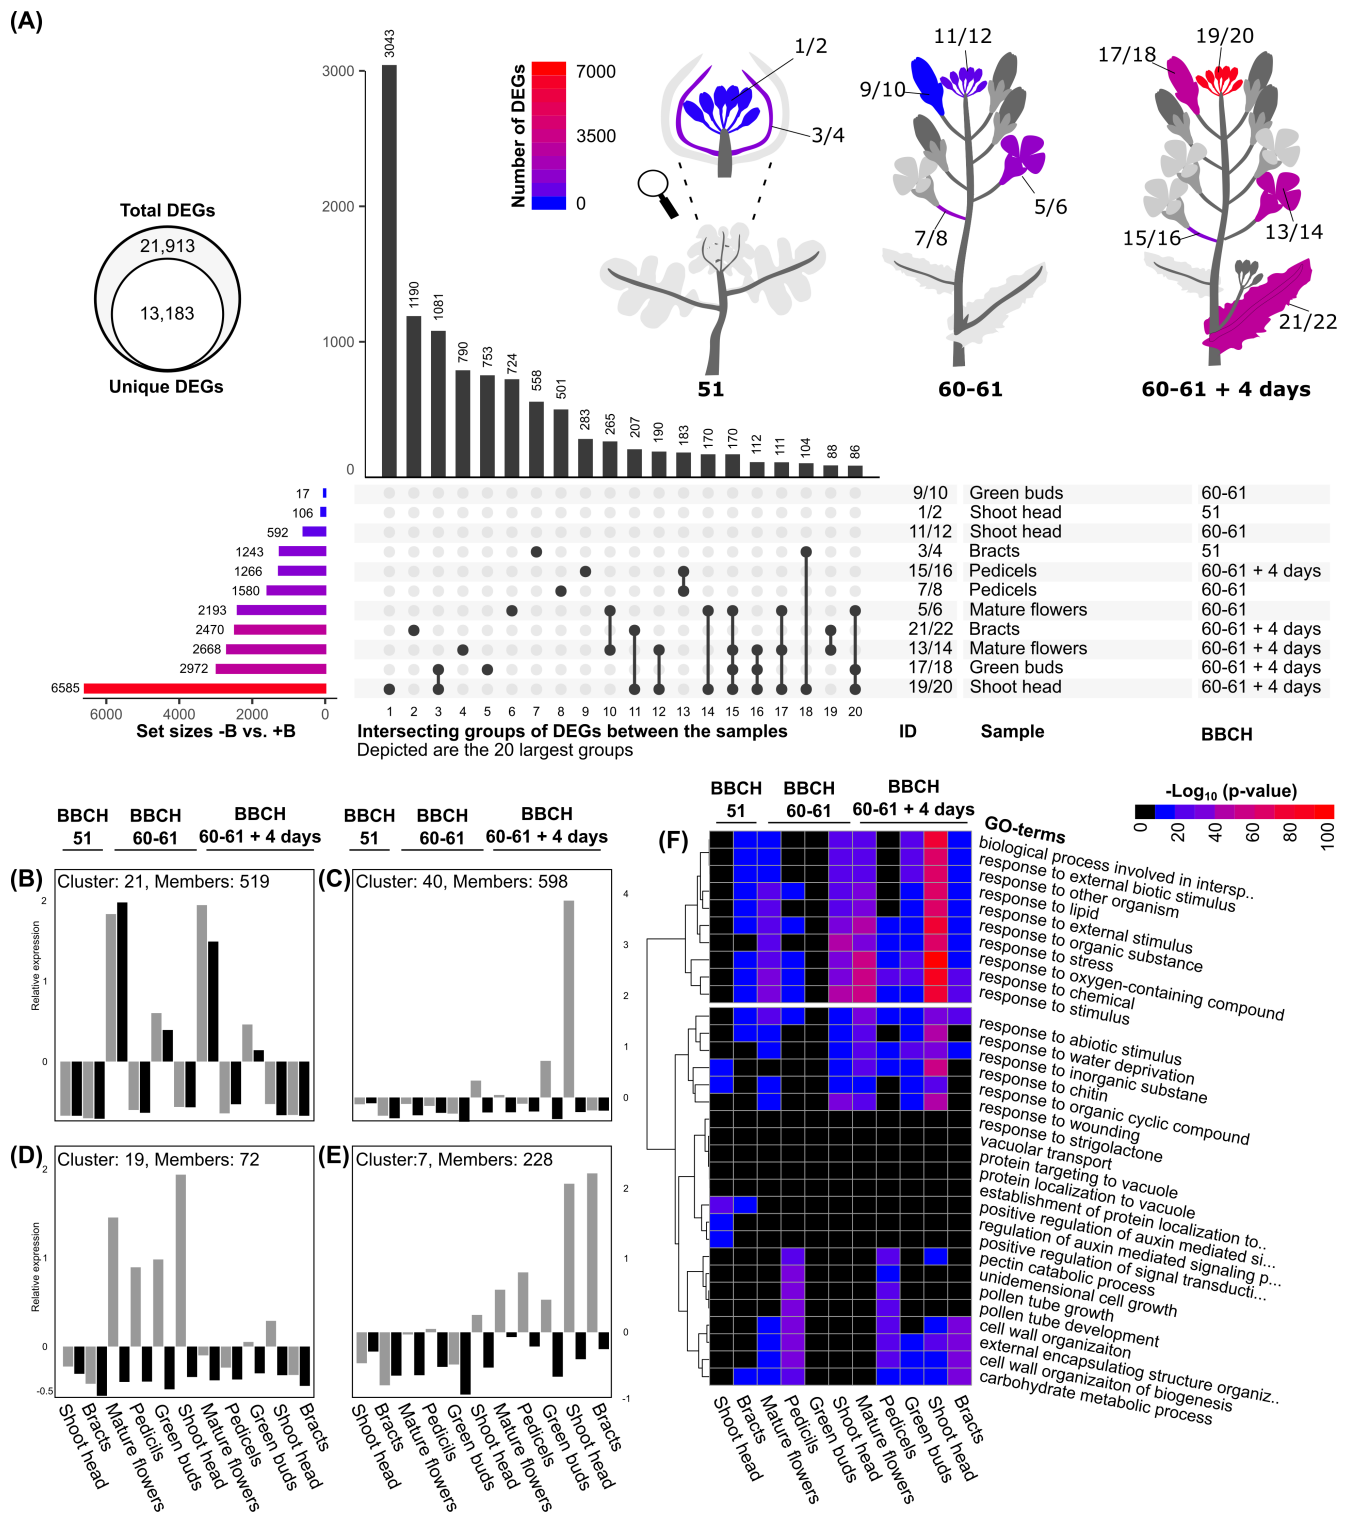 (A)
3043
1190
1081
790
753
724
558
501
283
265
207
190
183
170
170
112
111
104
88
86
3000
2000
1000
0
Total DEGs
21,913
13,183
Unique DEGs
Number of DEGs
7000
3500
0
1/2
3/4
51
11/12
9/10
5/6
7/8
60-61
17/18
19/20
15/16
13/14
21/22
60-61 + 4 days
17
106
592
1243
1266
1580
2193
2470
2668
2972
6585
6000 4000 2000 0
Set sizes -B vs. +B
1 2 3 4 5 6 7 8 9 10 11 12 13 14 15 16 17 18 19 20
Intersecting groups of DEGs between the samples
Depicted are the 20 largest groups
9/10 Green buds 60-61
1/2 Shoot head 51
11/12 Shoot head 60-61
3/4 Bracts 51
15/16 Pedicels 60-61 + 4 days
7/8 Pedicels 60-61
5/6 Mature flowers 60-61
21/22 Bracts 60-61 + 4 days
13/14 Mature flowers 60-61 + 4 days
17/18 Green buds 60-61 + 4 days
19/20 Shoot head 60-61 + 4 days
ID Sample BBCH
BBCH 51
BBCH 60-61
BBCH 60-61 + 4 days
BBCH 51
BBCH 60-61
BBCH 60-61 + 4 days
(B)
Cluster: 21, Members: 519
Relative expression
2
1
0
(C)
Cluster: 40, Members: 598
4
3
2
1
0
(D)
Cluster: 19, Members: 72
Relative expression
2
1
0
-0.5
(E)
Cluster:7, Members: 228
2
1
0
-1
Shoot head
Bracts
Mature flowers
Pedicils
Green buds
Shoot head
Mature flowers
Pedicels
Green buds
Shoot head
Bracts
Shoot head
Bracts
Mature flowers
Pedicils
Green buds
Shoot head
Mature flowers
Pedicels
Green buds
Shoot head
Bracts
(F)
BBCH 51
BBCH 60-61
BBCH 60-61 + 4 days
-Log10 (p-value)
0 20 40 60 80 100
GO-terms
biological process involved in intersp..
response to external biotic stimulus
response to other organism
response to lipid
response to external stimulus
response to organic substance
response to stress
response to oxygen-containing compound
response to chemical
response to stimulus
response to abiotic stimulus
response to water deprivation
response to inorganic substane
response to chitin
response to organic cyclic compound
response to wounding
response to strigolactone
vacuolar transport
protein targeting to vacuole
protein localization to vacuole
establishment of protein localization to..
positive regulation of auxin mediated si...
regulation of auxin mediated signaling p...
positive regulation of signal transducti...
pectin catabolic process
unidemensional cell growth
pollen tube growth
pollen tube development
cell wall organizaiton
external encapsulating structure organiz..
cell wall organizaiton of biogenesis
carbohydrate metabolic process
Shoot head
Bracts
Mature flowers
Pedicils
Green buds
Shoot head
Mature flowers
Pedicels
Green buds
Shoot head
Bracts